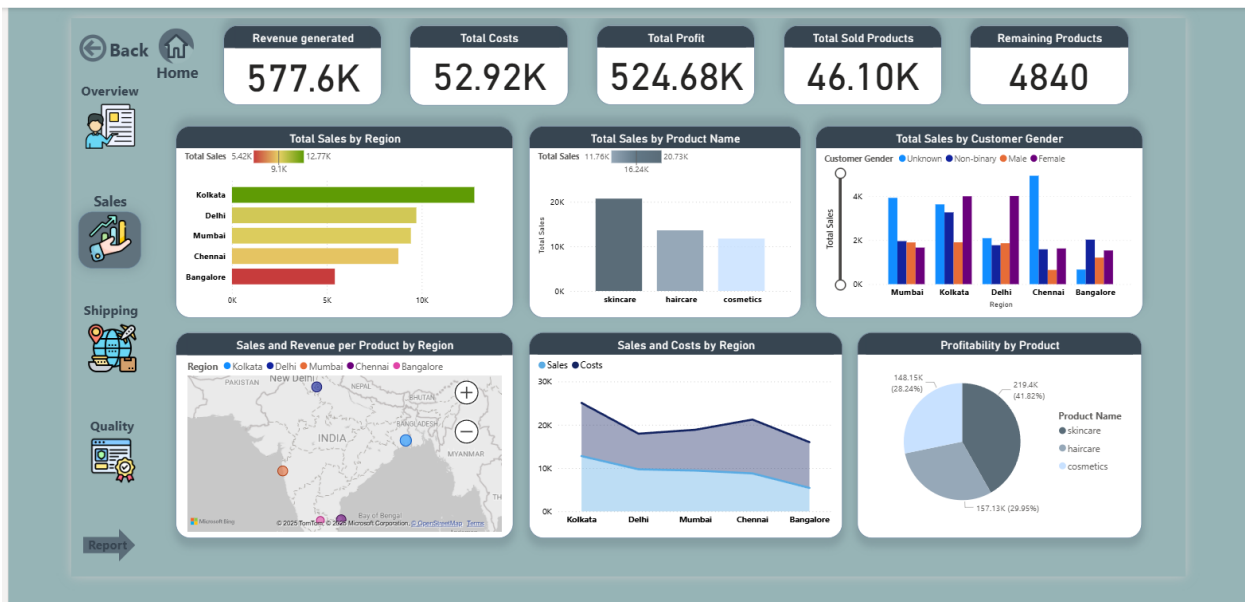 Back
Home
Overview
Sales
Shipping
Quality
Report
Revenue generated
577.6K
Total Costs
52.92K
Total Profit
524.68K
Total Sold Products
46.10K
Remaining Products
4840
Total Sales by Region
Total Sales 5.42K 12.77K
9.1K
Kolkata
Delhi
Mumbai
Chennai
Bangalore
0K 5K 10K
Total Sales by Product Name
Total Sales 11.76K 20.73K
16.24K
Total Sales
20K
10K
0K
skincare haircare cosmetics
Total Sales by Customer Gender
Customer Gender Unknown Non-binary Male Female
Total Sales
4K
2K
0K
Mumbai Kolkata Delhi Chennai Bangalore
Region
Sales and Revenue per Product by Region
Region Kolkata Delhi Mumbai Chennai Bangalore
PAKISTAN
New Delhi
NEPAL
BHUTAN
BANGLADESH
INDIA
MYANMAR
TH
Bay of Bengal
Microsoft Bing
© 2025 TomTom, © 2025 Microsoft Corporation, © OpenStreetMap Terms
Sales and Costs by Region
Sales Costs
30K
20K
10K
0K
Kolkata Delhi Mumbai Chennai Bangalore
Profitability by Product
148.15K
(28.24%)
219.4K
(41.82%)
157.13K (29.95%)
Product Name
skincare
haircare
cosmetics